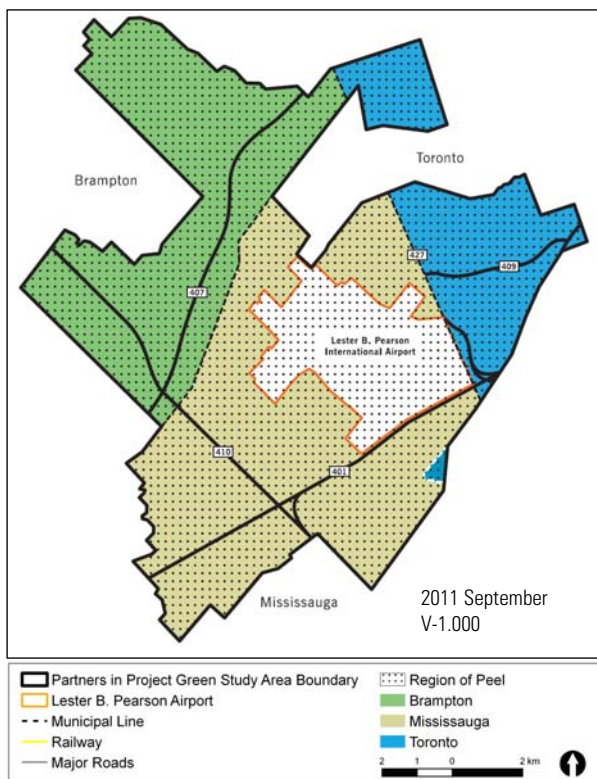 Toronto
Brampton
427
409
407
Lester B. Pearson
International Airport
410
401
Mississauga
2011 September
V-1.000
Partners in Project Green Study Area Boundary
Lester B. Pearson Airport
Municipal Line
Railway
Major Roads
Region of Peel
Brampton
Mississauga
Toronto
2 1 0 2 km